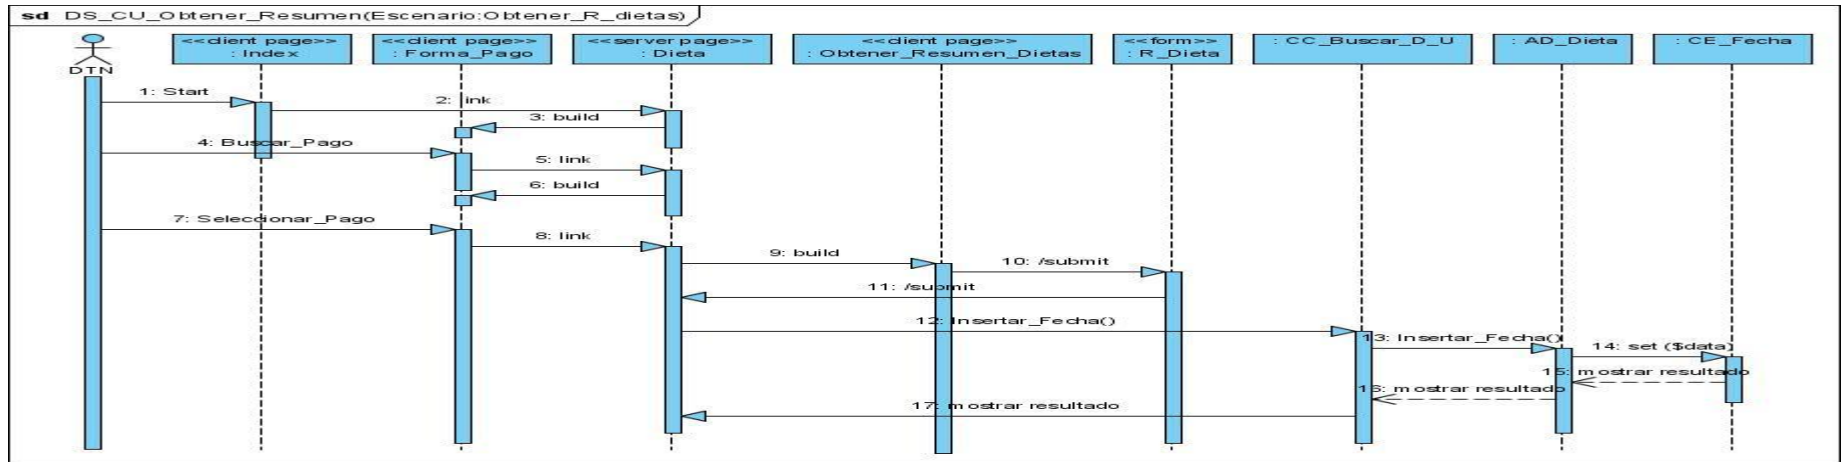 sd DS_CU_Obtener_Resumen(Escenario:Obtener_R_dietas)
DTN
<<client page>>
: Index
<<client page>>
: Forma_Pago
<<server page>>
: Dieta
<<client page>>
: Obtener_Resumen_Dietas
<<form>>
: R_Dieta
: CC_Buscar_D_U
: AD_Dieta
: CE_Fecha
1: Start
2: link
3: build
4: Buscar_Pago
5: link
6: build
7: Seleccionar_Pago
8: link
9: build
10: /submit
11: /submit
12: Insertar_Fecha()
13: Insertar_Fecha()
14: set ($data)
15: mostrar resultado
16: mostrar resultado
17: mostrar resultado